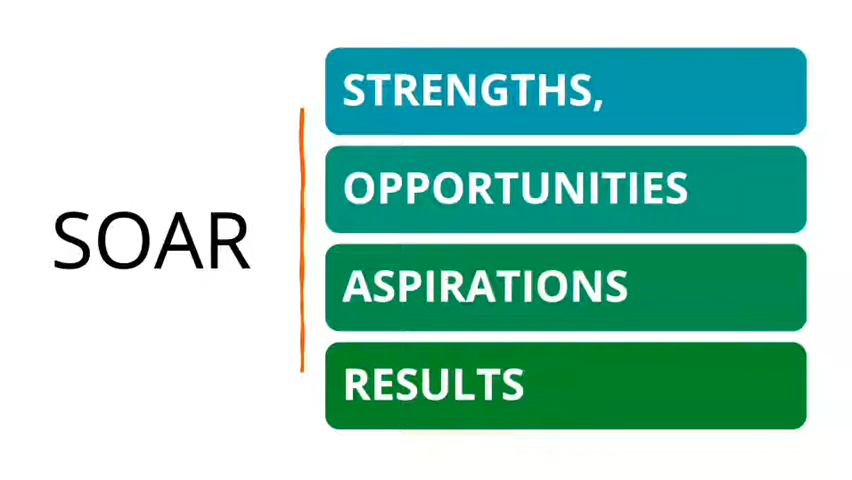 SOAR
STRENGTHS,
OPPORTUNITIES
ASPIRATIONS
RESULTS